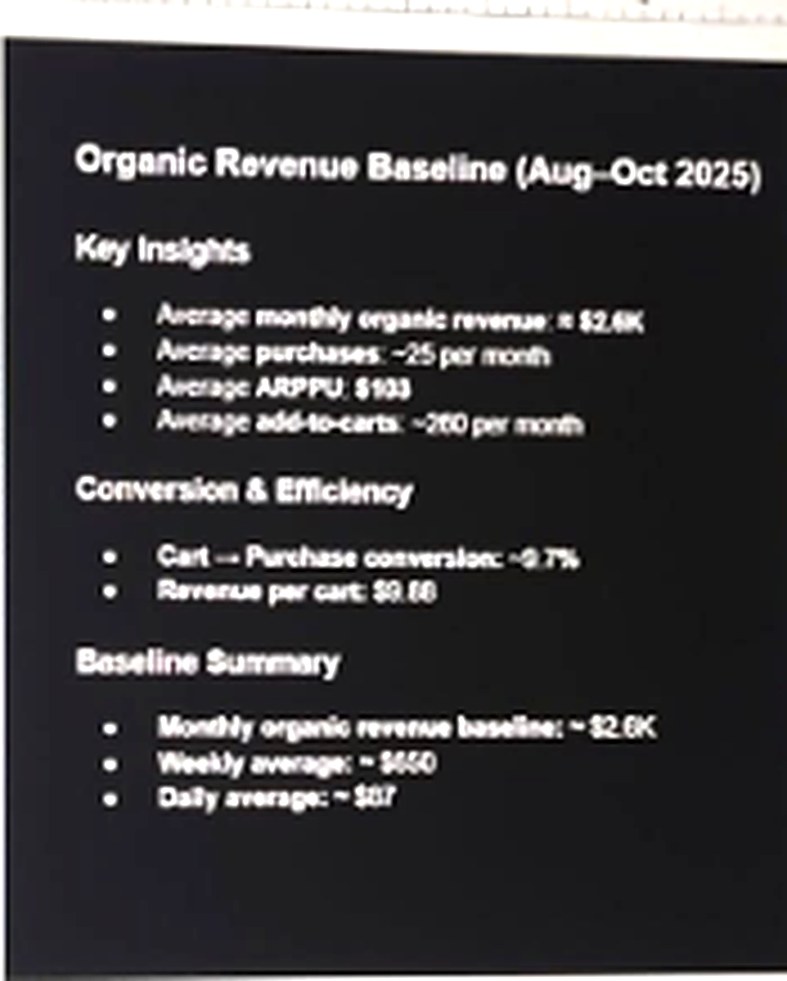 Organic Revenue Baseline (Aug–Oct 2025)
Key Insights
● Average monthly organic revenue: ≈ $2.6K
● Average purchases: ~25 per month
● Average ARPPU: $103
● Average add-to-carts: ~260 per month
Conversion & Efficiency
● Cart → Purchase conversion: ~9.7%
● Revenue per cart:
Baseline Summary
● Monthly organic revenue baseline: ~ $2.6K
● Weekly average: ~ $650
● Daily average: ~ $87